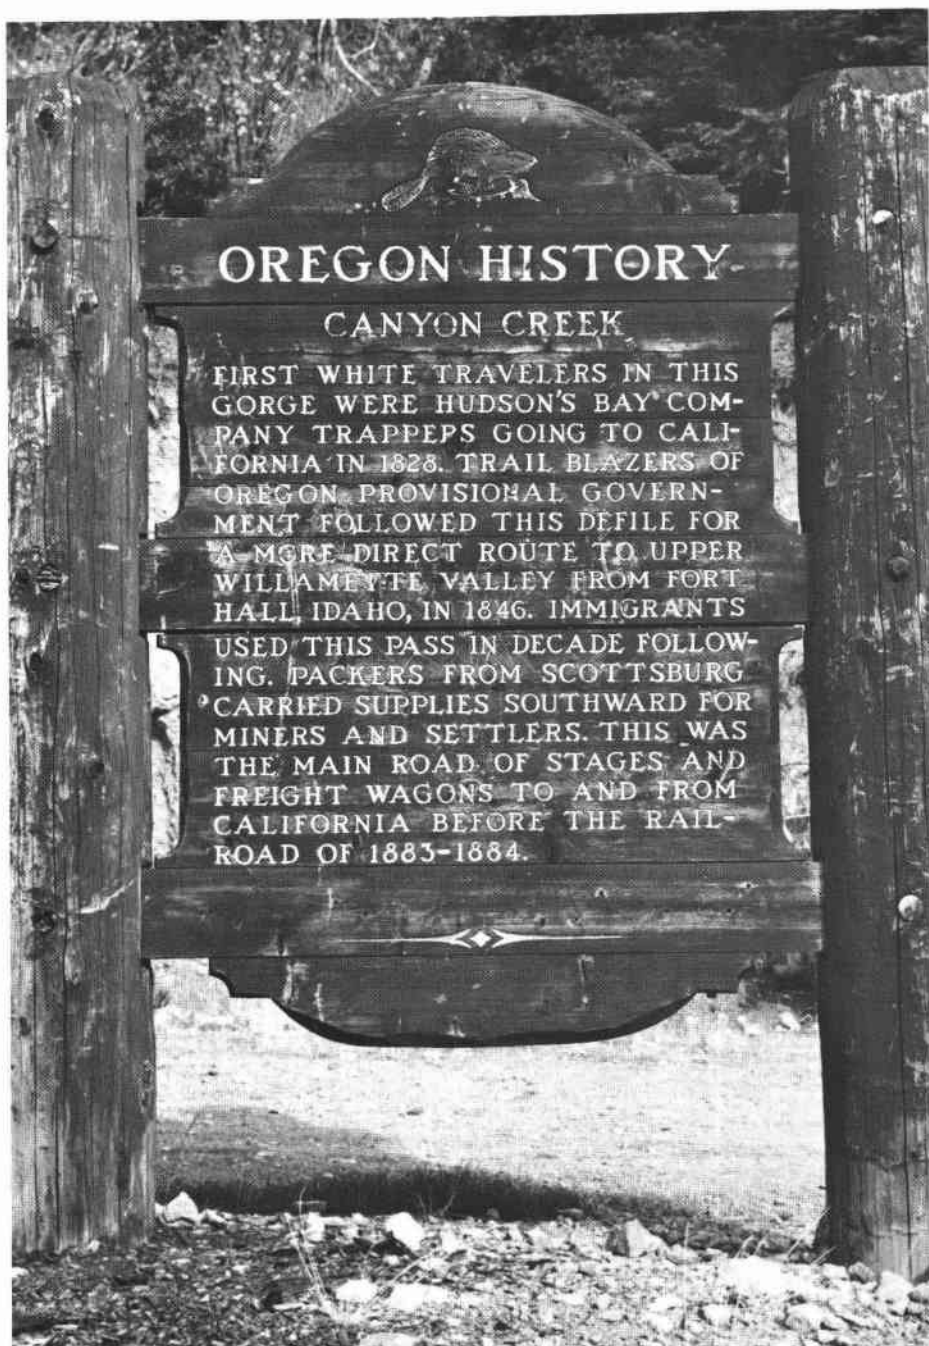 OREGON HISTORY
CANYON CREEK
FIRST WHITE TRAVELERS IN THIS
GORGE WERE HUDSON'S BAY COM-
PANY TRAPPERS GOING TO CALI-
FORNIA IN 1828. TRAIL BLAZERS OF
OREGON PROVISIONAL GOVERN-
MENT FOLLOWED THIS DEFILE FOR
A MORE DIRECT ROUTE TO UPPER
WILLAMETTE VALLEY FROM FORT
HALL, IDAHO, IN 1846. IMMIGRANTS
USED THIS PASS IN DECADE FOLLOW-
ING. PACKERS FROM SCOTTSBURG
CARRIED SUPPLIES SOUTHWARD FOR
MINERS AND SETTLERS. THIS WAS
THE MAIN ROAD OF STAGES AND
FREIGHT WAGONS TO AND FROM
CALIFORNIA BEFORE THE RAIL-
ROAD OF 1883-1884.